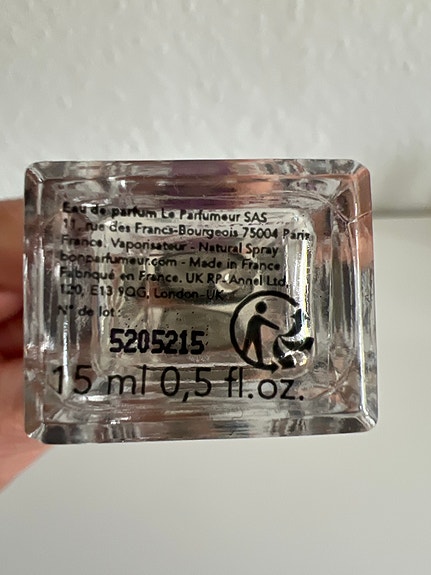 Eau de parfum Le Parfumeur SAS
11, rue des Francs-Bourgeois 75004 Paris
France. Vaporisateur - Natural Spray
bonparfumeur.com - Made in France
Fabriqué en France. UK RP: Annel Ltd,
120, E13 9QG, London-UK
N° de lot :
5205215
15 ml 0,5 fl.oz.